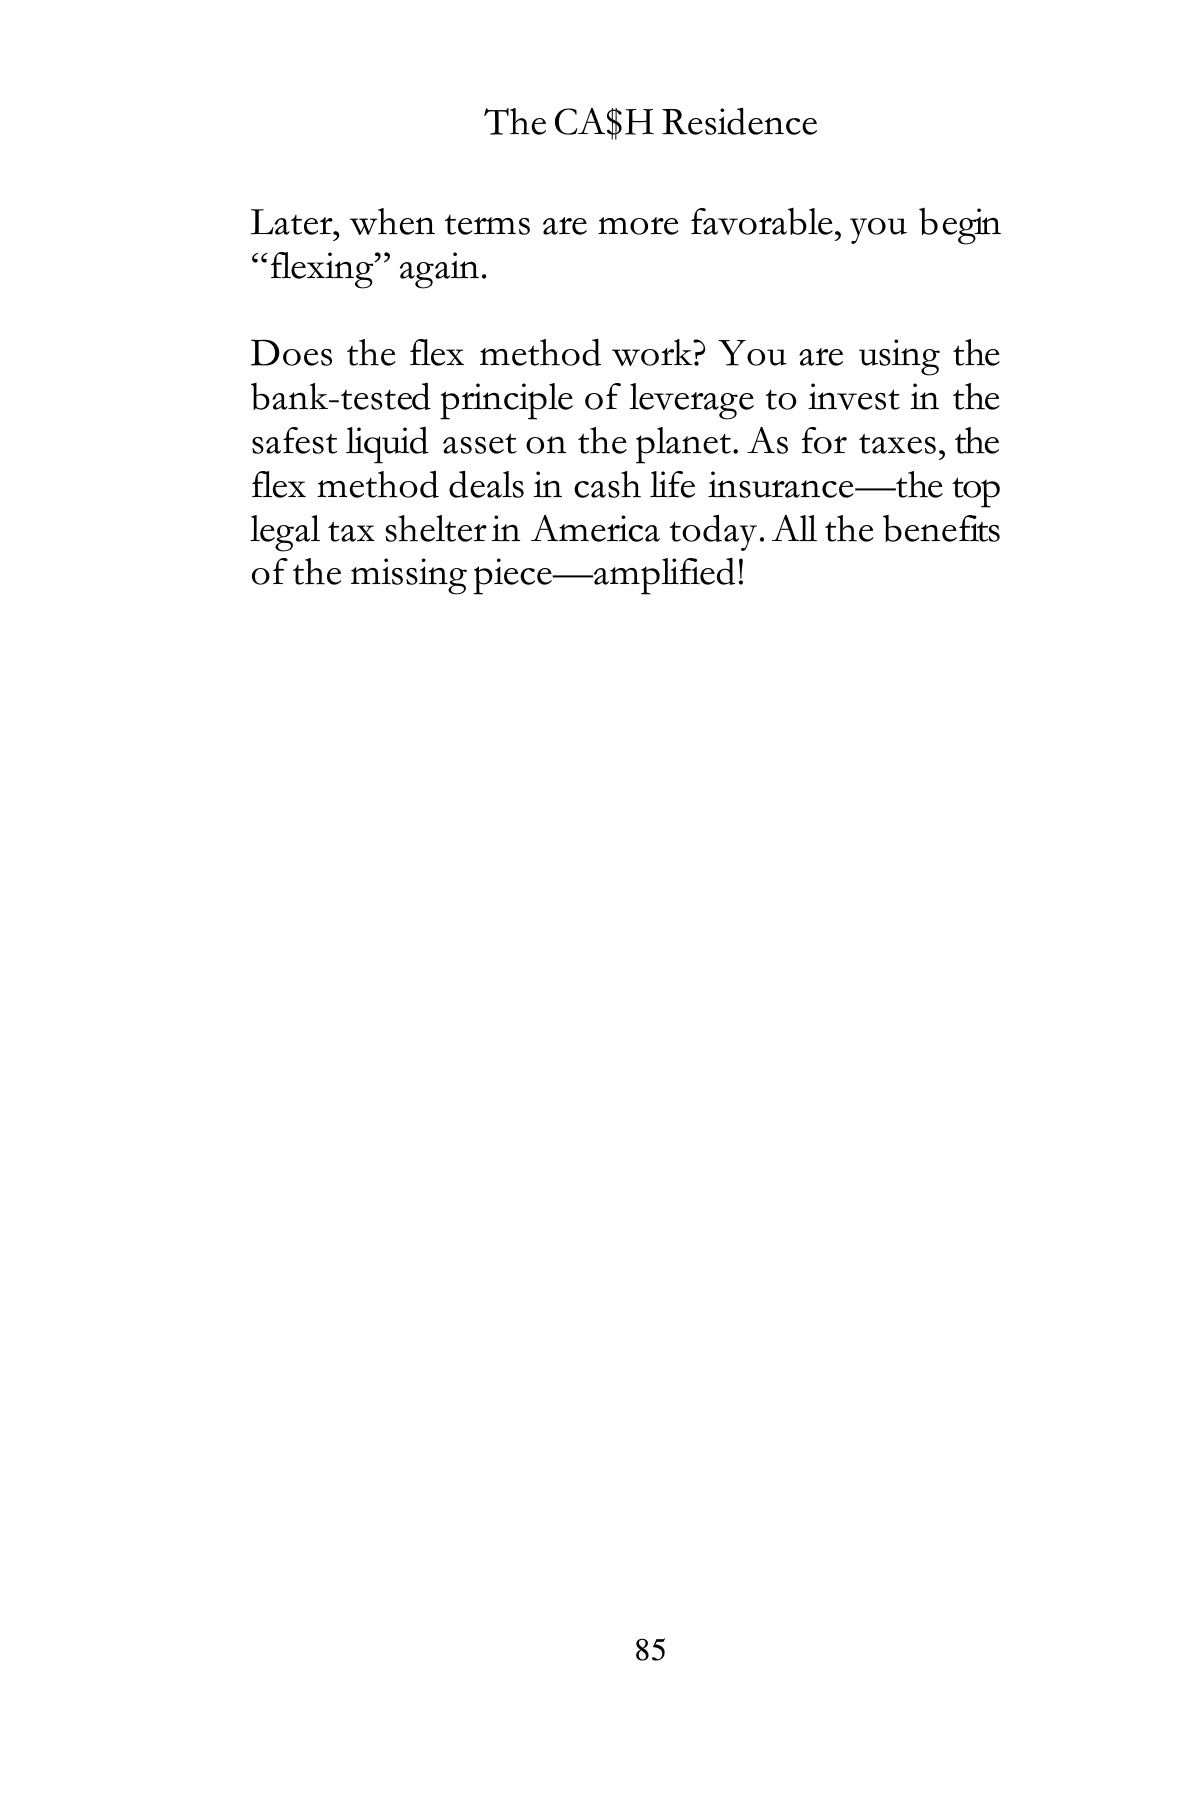 The CA$H Residence
Later, when terms are more favorable, you begin
“flexing” again.
Does the flex method work? You are using the
bank-tested principle of leverage to invest in the
safest liquid asset on the planet. As for taxes, the
flex method deals in cash life insurance—the top
legal tax shelter in America today. All the benefits
of the missing piece—amplified!
85